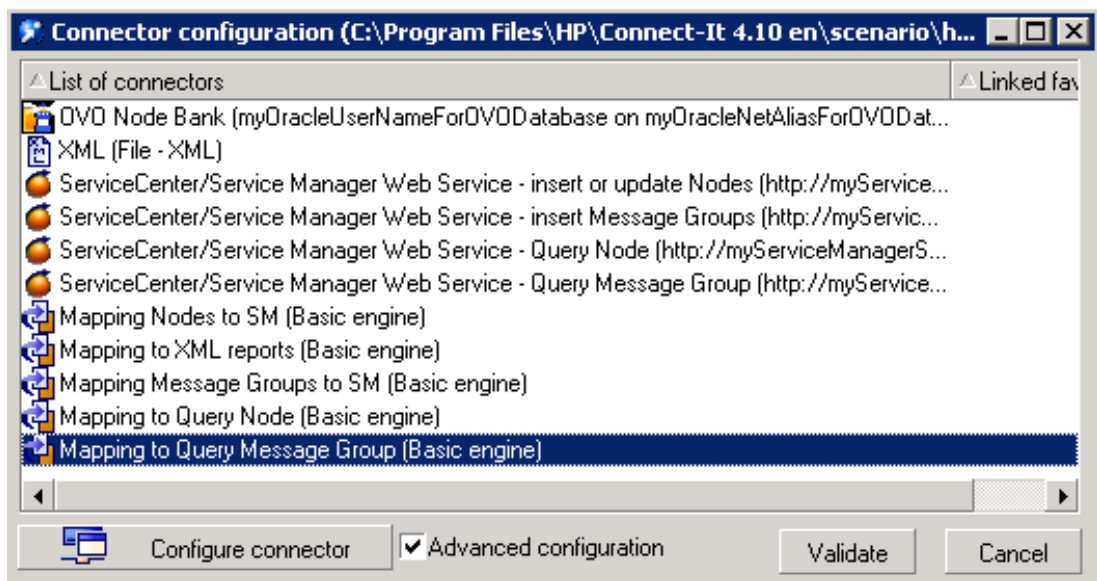 Connector configuration (C:\Program Files\HP\Connect-It 4.10 en\scenario\h...
List of connectors
Linked fav
OVO Node Bank (myOracleUserNameForOVODatabase on myOracleNetAliasForOVODat...
XML (File - XML)
ServiceCenter/Service Manager Web Service - insert or update Nodes (http://myService...
ServiceCenter/Service Manager Web Service - insert Message Groups (http://myServic...
ServiceCenter/Service Manager Web Service - Query Node (http://myServiceManagerS...
ServiceCenter/Service Manager Web Service - Query Message Group (http://myService...
Mapping Nodes to SM (Basic engine)
Mapping to XML reports (Basic engine)
Mapping Message Groups to SM (Basic engine)
Mapping to Query Node (Basic engine)
Mapping to Query Message Group (Basic engine)
Configure connector
Advanced configuration
Validate
Cancel